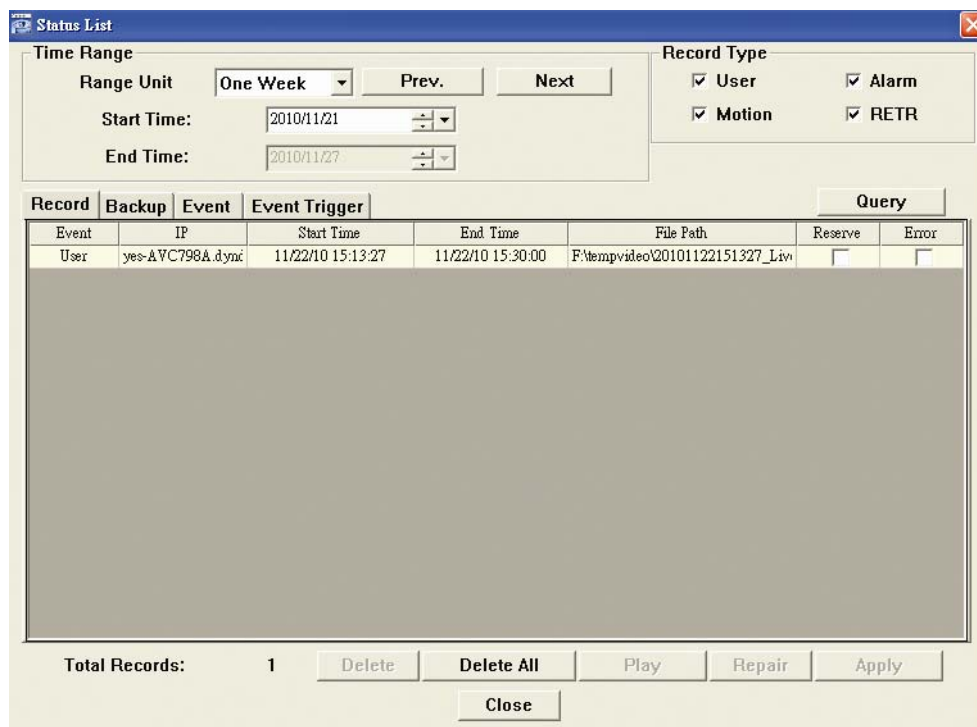 Status List
Time Range
Record Type
Range Unit One Week Prev. Next
User Alarm
Start Time: 2010/11/21
Motion RETR
End Time: 2010/11/27
Record Backup Event Event Trigger Query
Event IP Start Time End Time File Path Reserve Error
User yes-AVC798A.dyn 11/22/10 15:13:27 11/22/10 15:30:00 F:\tempvideo\20101122151327_Liv
Total Records: 1 Delete Delete All Play Repair Apply
Close